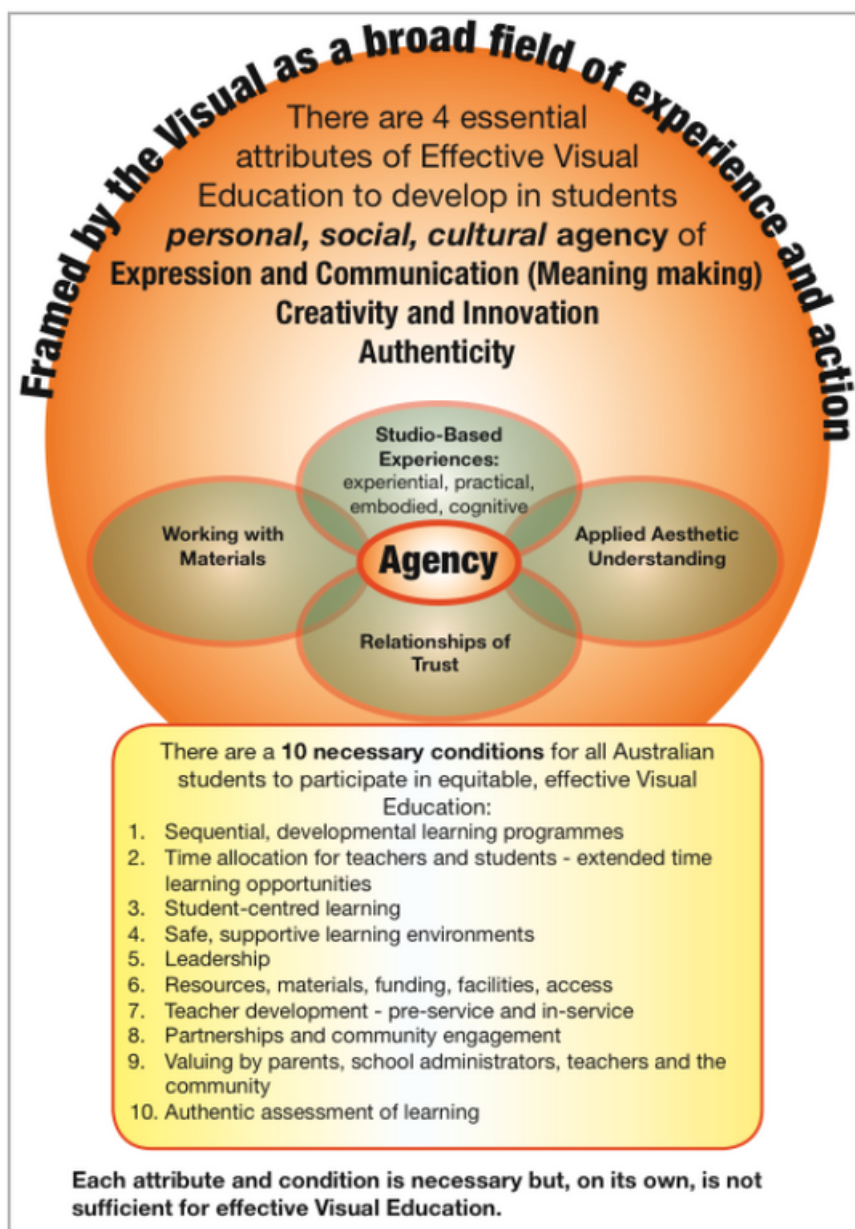 Framed by the Visual as a broad field of experience and action
There are 4 essential
attributes of Effective Visual
Education to develop in students
personal, social, cultural agency of
Expression and Communication (Meaning making)
Creativity and Innovation
Authenticity
Studio-Based
Experiences:
experiential, practical,
embodied, cognitive
Working with
Materials
Agency
Applied Aesthetic
Understanding
Relationships of
Trust
There are a 10 necessary conditions for all Australian
students to participate in equitable, effective Visual
Education:
1. Sequential, developmental learning programmes
2. Time allocation for teachers and students - extended time
learning opportunities
3. Student-centred learning
4. Safe, supportive learning environments
5. Leadership
6. Resources, materials, funding, facilities, access
7. Teacher development - pre-service and in-service
8. Partnerships and community engagement
9. Valuing by parents, school administrators, teachers and the
community
10. Authentic assessment of learning
Each attribute and condition is necessary but, on its own, is not
sufficient for effective Visual Education.